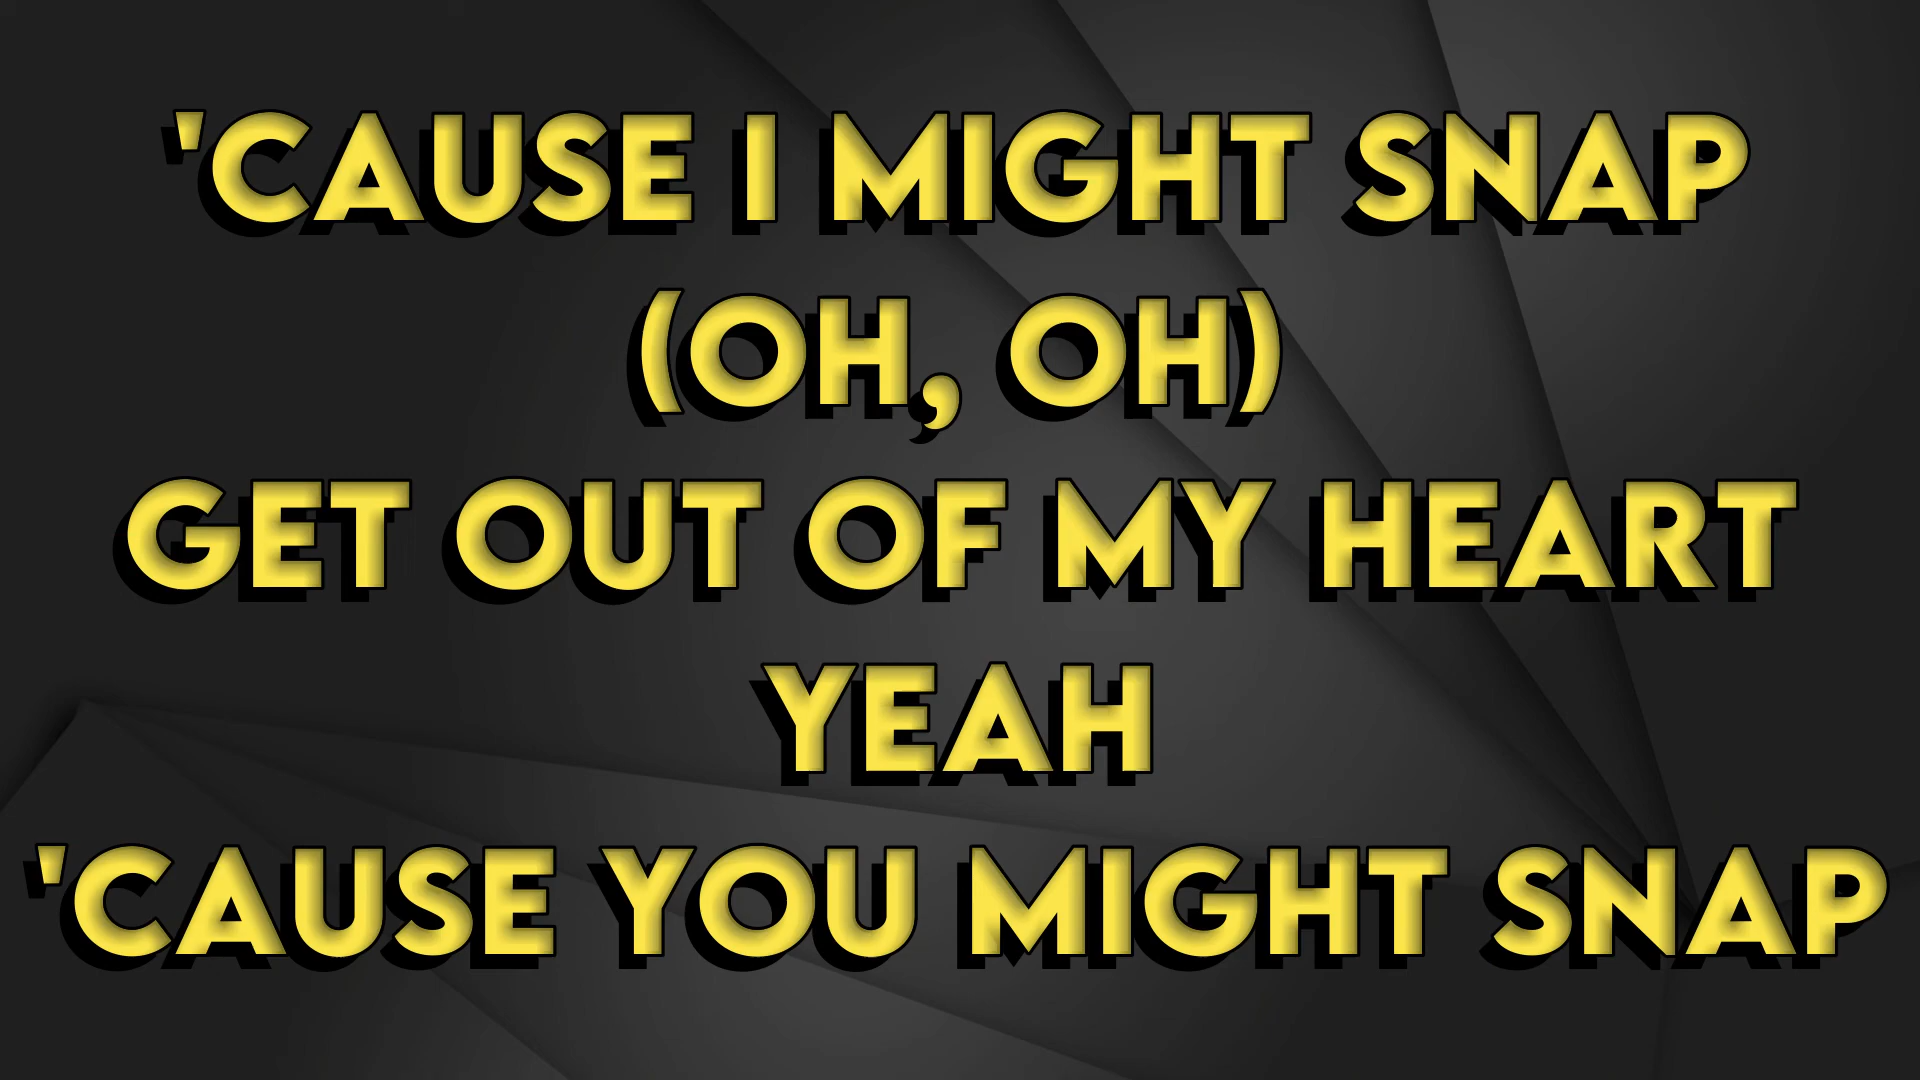 'CAUSE I MIGHT SNAP
(OH, OH)
GET OUT OF MY HEART
YEAH
'CAUSE YOU MIGHT SNAP